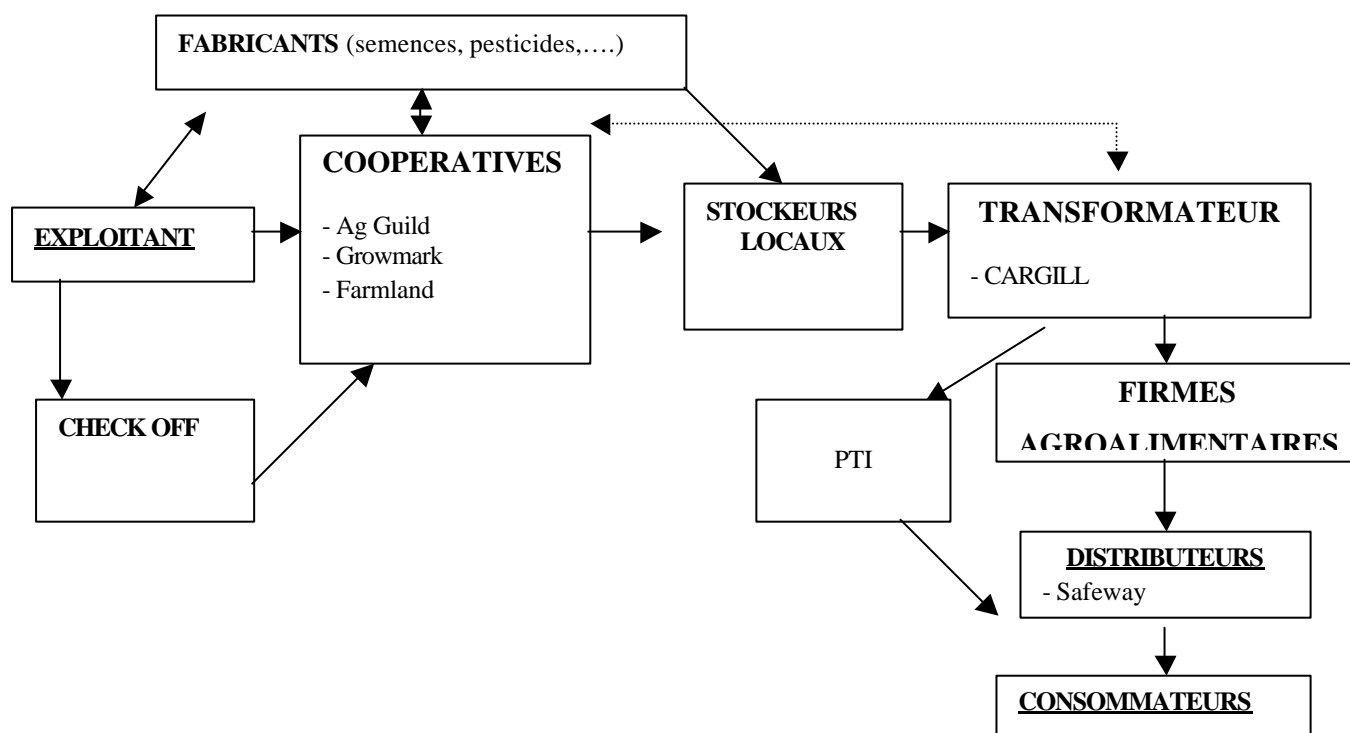 FABRICANTS (semences, pesticides,….)
COOPERATIVES
- Ag Guild
- Growmark
- Farmland
EXPLOITANT
CHECK OFF
STOCKEURS
LOCAUX
TRANSFORMATEUR
- CARGILL
PTI
FIRMES
AGROALIMENTAIRES
DISTRIBUTEURS
- Safeway
CONSOMMATEURS